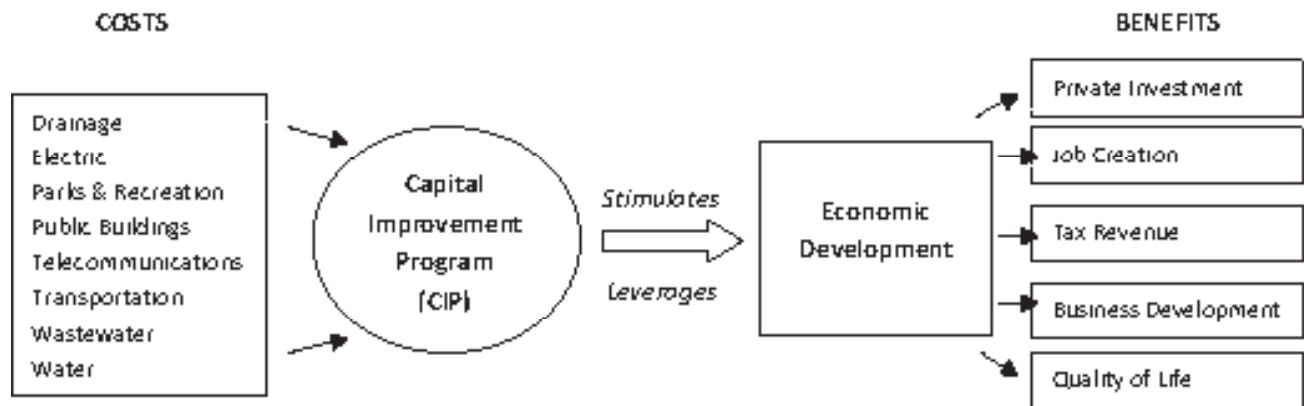 COSTS
BENEFITS
Drainage
Electric
Parks & Recreation
Public Buildings
Telecommunications
Transportation
Wastewater
Water
Capital
Improvement
Program
(CIP)
Stimulates
Leverages
Economic
Development
Private Investment
Job Creation
Tax Revenue
Business Development
Quality of Life